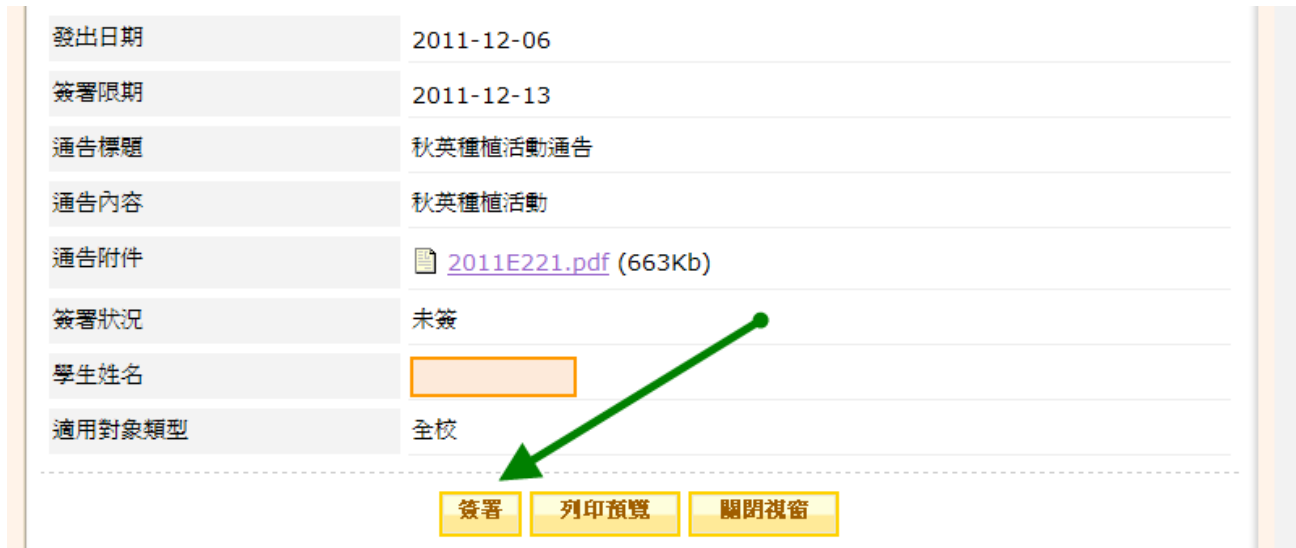 發出日期 2011-12-06
簽署限期 2011-12-13
通告標題 秋英種植活動通告
通告內容 秋英種植活動
通告附件 2011E221.pdf (663Kb)
簽署狀況 未簽
學生姓名
適用對象類型 全校
簽署 列印預覽 關閉視窗